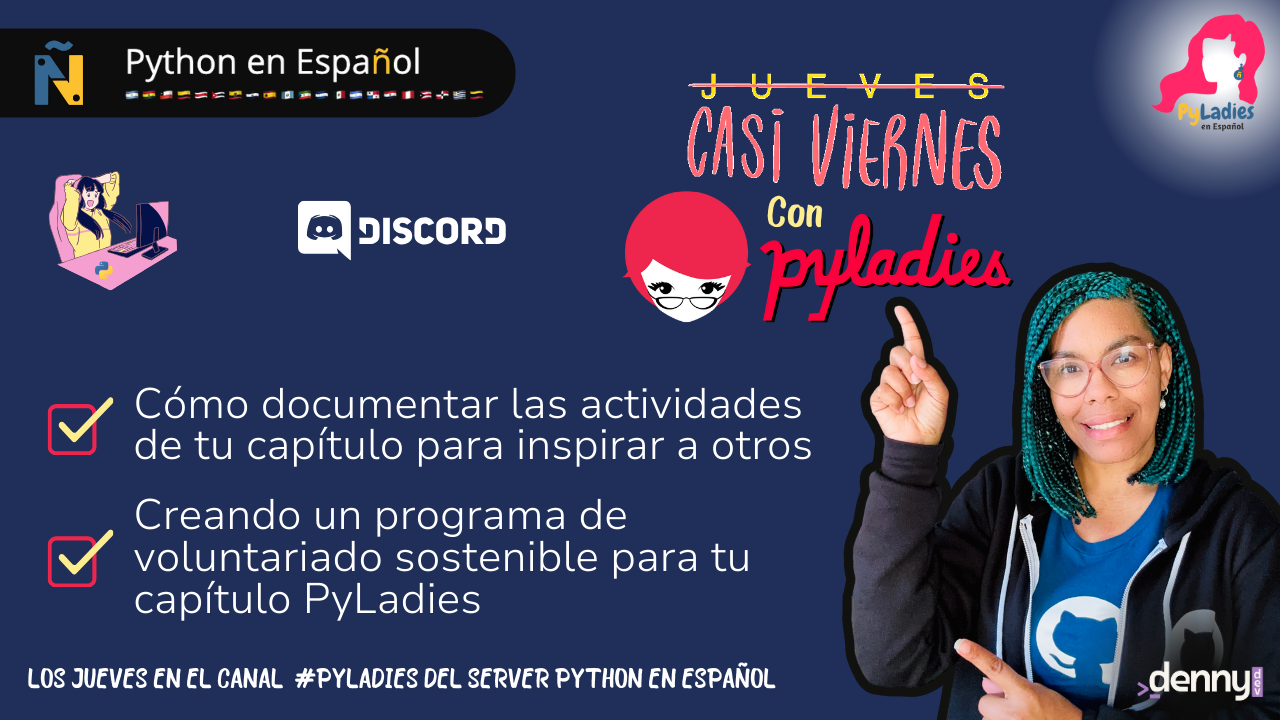 Ñ
Python en Español
JUEVES
CASI VIERNES
Con
pyladies
PyLadies
en Español
ñ
DISCORD
Cómo documentar las actividades
de tu capítulo para inspirar a otros
Creando un programa de
voluntariado sostenible para tu
capítulo PyLadies
LOS JUEVES EN EL CANAL #PYLADIES DEL SERVER PYTHON EN ESPAÑOL
>_denny dev